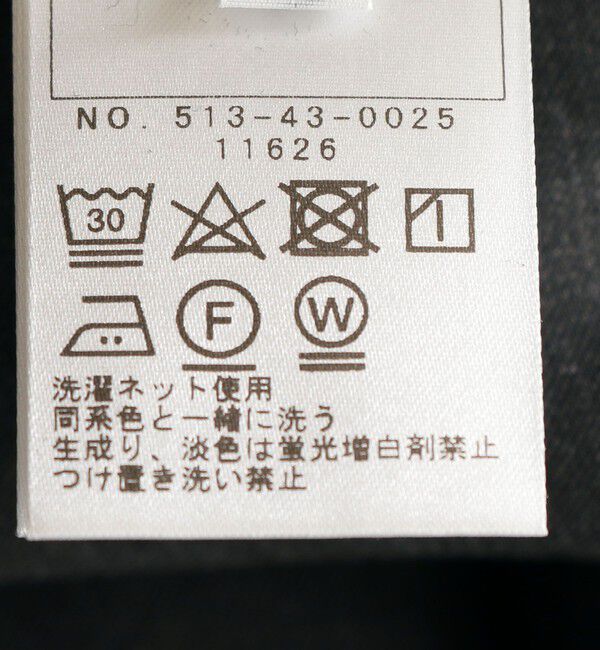 NO. 513-43-0025
11626
30
F W
洗濯ネット使用
同系色と一緒に洗う
生成り、淡色は蛍光増白剤禁止
つけ置き洗い禁止